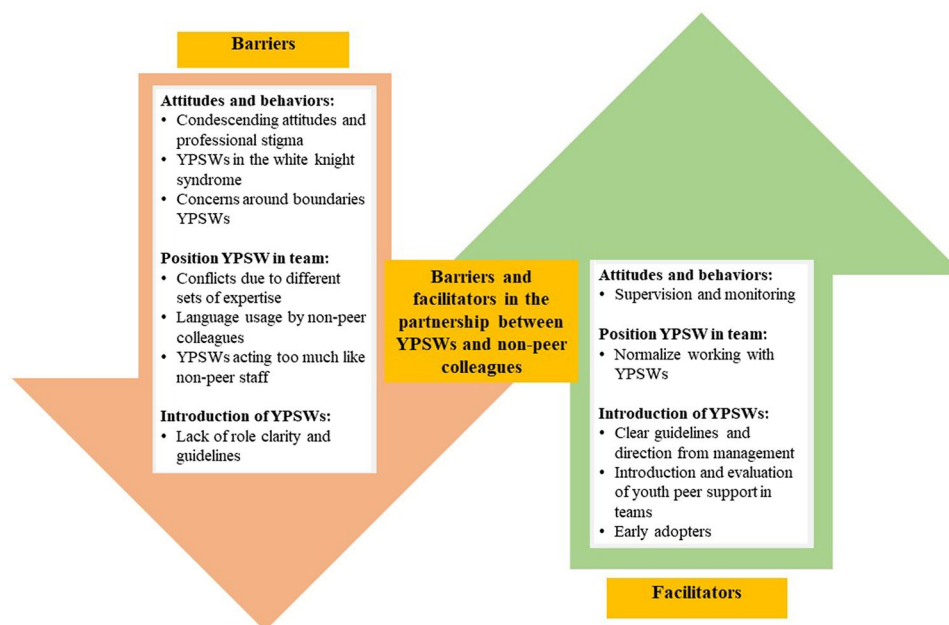 Barriers
Attitudes and behaviors:
• Condescending attitudes and
professional stigma
• YPSWs in the white knight
syndrome
• Concerns around boundaries
YPSWs
Position YPSW in team:
• Conflicts due to different
sets of expertise
• Language usage by non-peer
colleagues
• YPSWs acting too much like
non-peer staff
Introduction of YPSWs:
• Lack of role clarity and
guidelines
Barriers and
facilitators in the
partnership between
YPSWs and non-peer
colleagues
Attitudes and behaviors:
• Supervision and monitoring
Position YPSW in team:
• Normalize working with
YPSWs
Introduction of YPSWs:
• Clear guidelines and
direction from management
• Introduction and evaluation
of youth peer support in
teams
• Early adopters
Facilitators